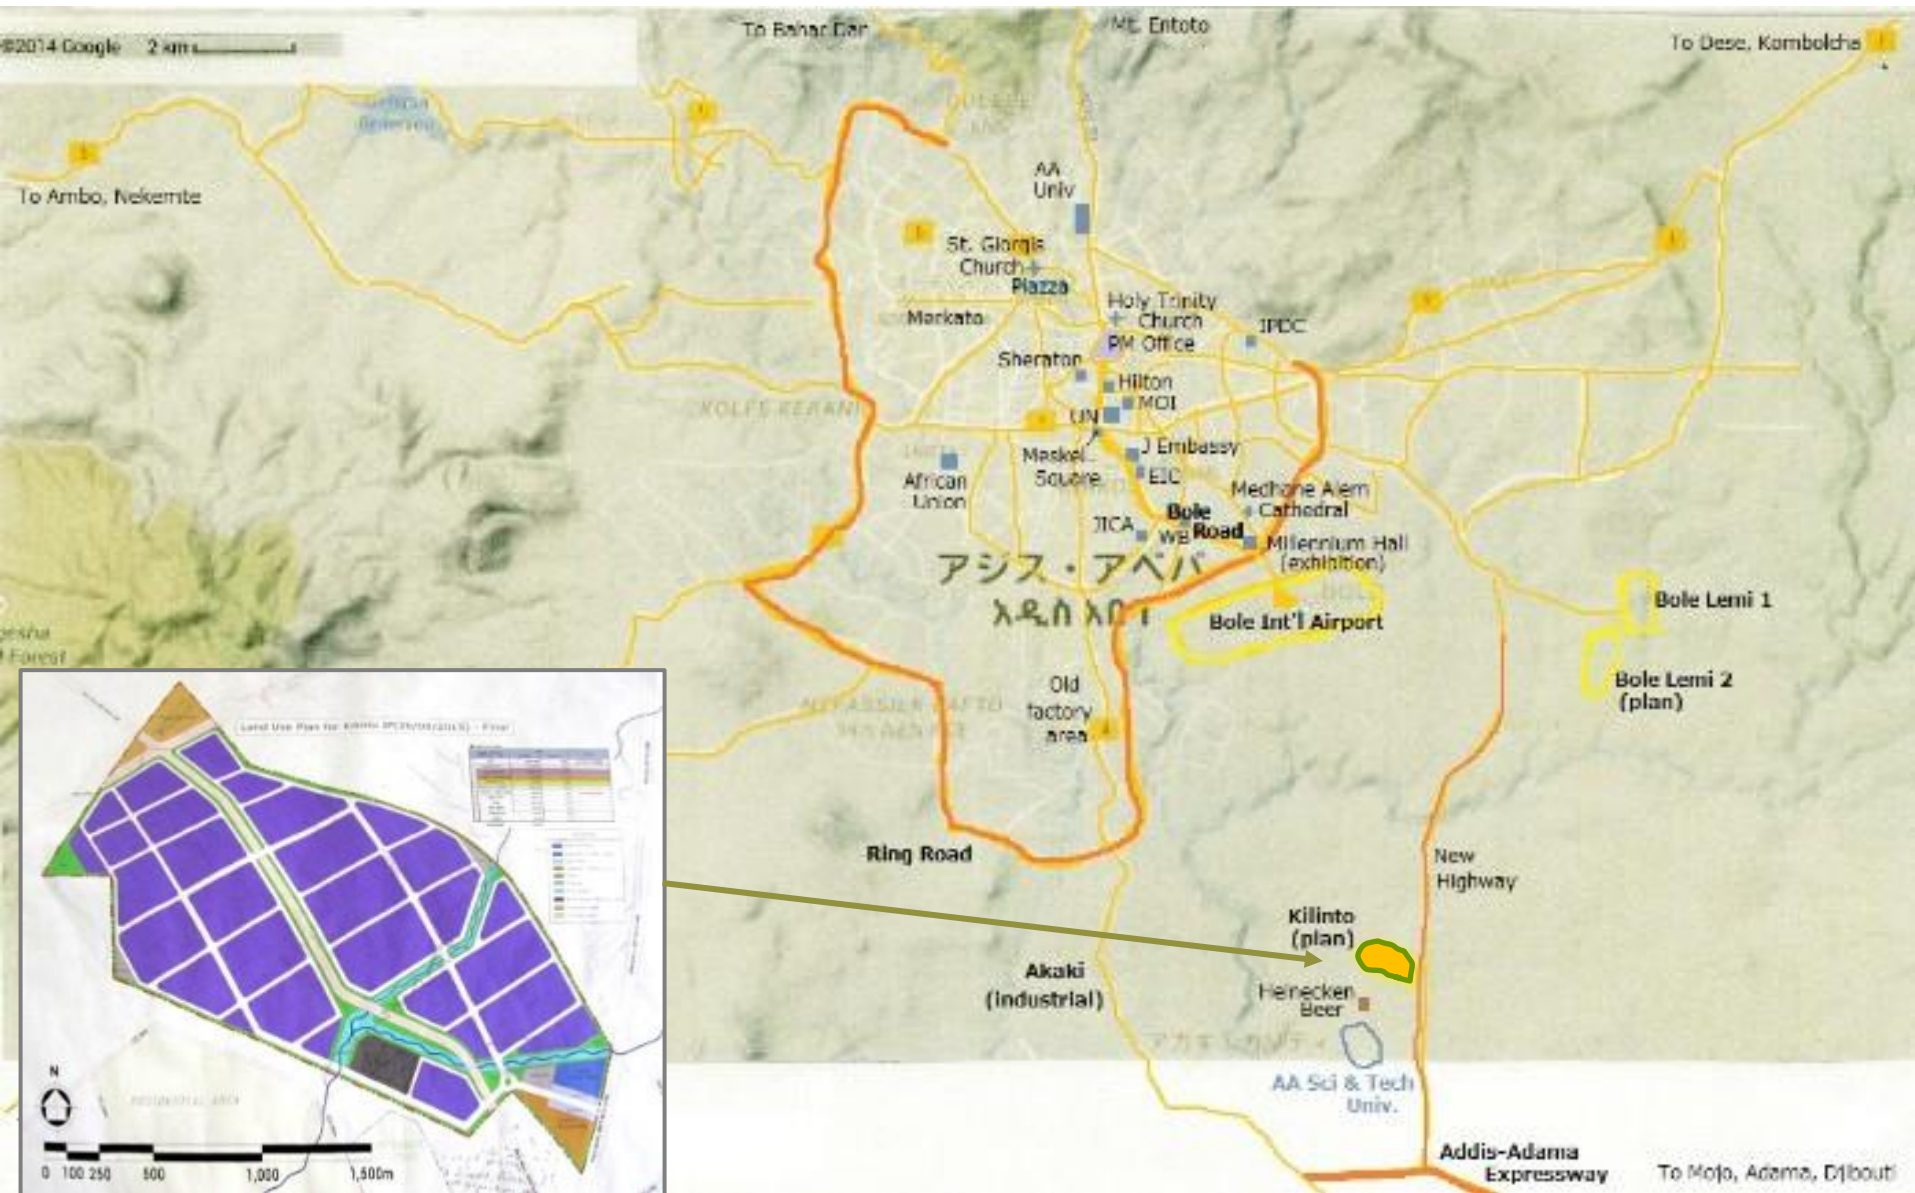 ©2014 Google 2 km
To Bahar Dar
Mt. Entoto
To Dese, Kombolcha
To Ambo, Nekemte
AA
Univ
St. Giorgis
Church
Piazza
Merkato
Holy Trinity
Church
PM Office
IPDC
Sheraton
Hilton
MOI
UN
KOLFE KERANI
Meskel
Square
J Embassy
EIC
African
Union
Medhane Alem
Cathedral
JICA
WB
Bole
Road
Millennium Hall
(exhibition)
アジス・アベバ
አዲስ አበባ
Bole Int'l Airport
Bole Lemi 1
Bole Lemi 2
(plan)
Forest
Old
factory
area
Ring Road
New
Highway
Kilinto
(plan)
Akaki
(industrial)
Heinecken
Beer
AA Sci & Tech
Univ.
Addis-Adama
Expressway
To Mojo, Adama, Djibouti
RESIDENTIAL AREA
N
0 100 250 500 1,000 1,500m